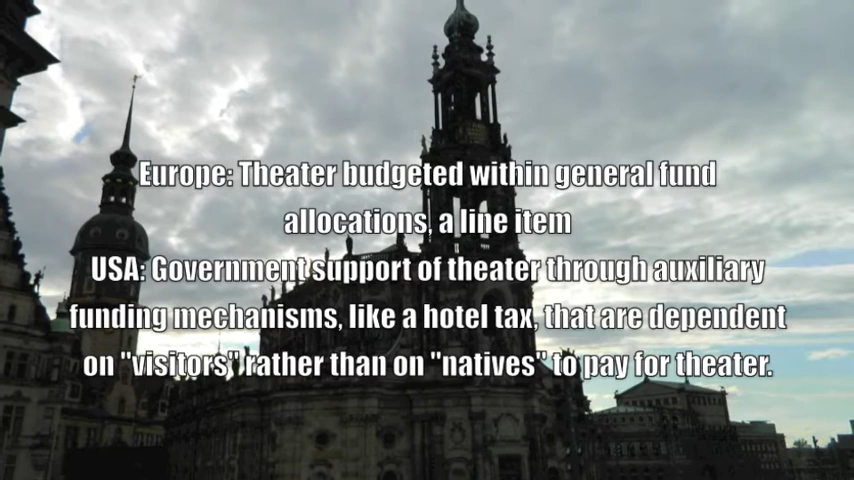 Europe: Theater budgeted within general fund
allocations, a line item
USA: Government support of theater through auxiliary
funding mechanisms, like a hotel tax, that are dependent
on "visitors" rather than on "natives" to pay for theater.